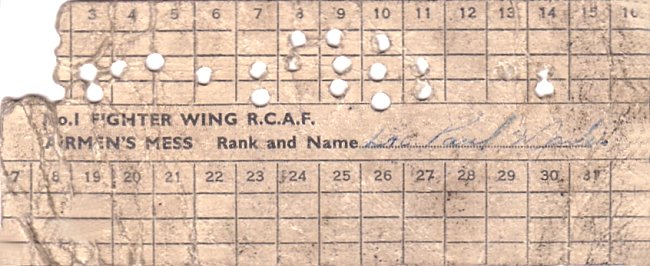 3 4 5 6 7 8 9 10 11 12 13 14 15 16
No.1 FIGHTER WING R.C.A.F.
AIRMEN'S MESS Rank and Name
17 18 19 20 21 22 23 24 25 26 27 28 29 30 31